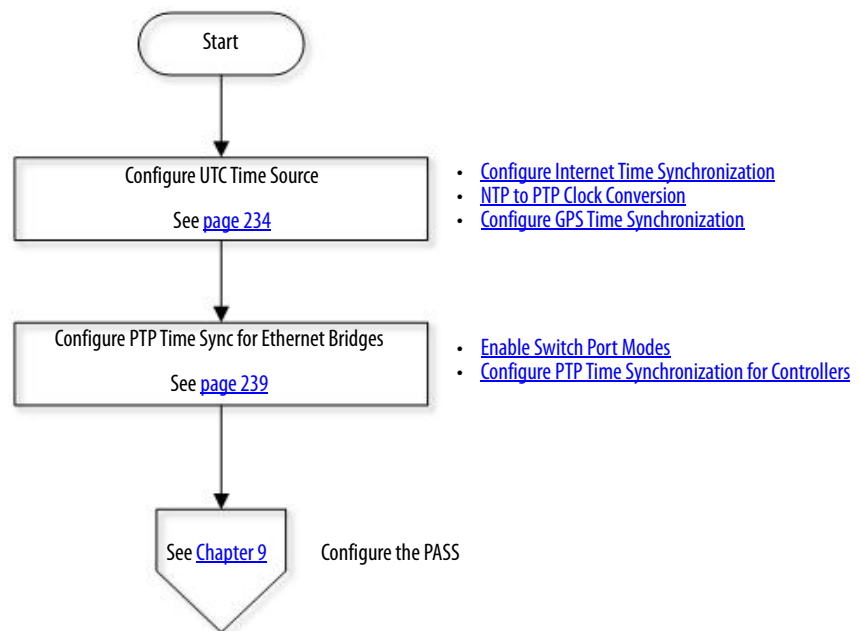 Start
Configure UTC Time Source
See page 234
• Configure Internet Time Synchronization
• NTP to PTP Clock Conversion
• Configure GPS Time Synchronization
Configure PTP Time Sync for Ethernet Bridges
See page 239
• Enable Switch Port Modes
• Configure PTP Time Synchronization for Controllers
See Chapter 9
Configure the PASS